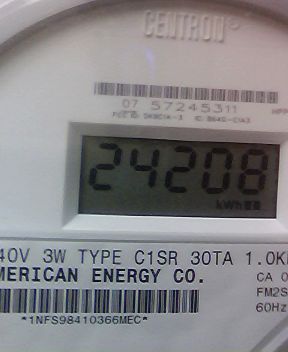 CENTRON®
07 57245311
24208
kWh
40V 3W TYPE C1SR 30TA 1.0K
MERICAN ENERGY CO.
CA 0
FM2S
60Hz
*1NFS98410366MEC*